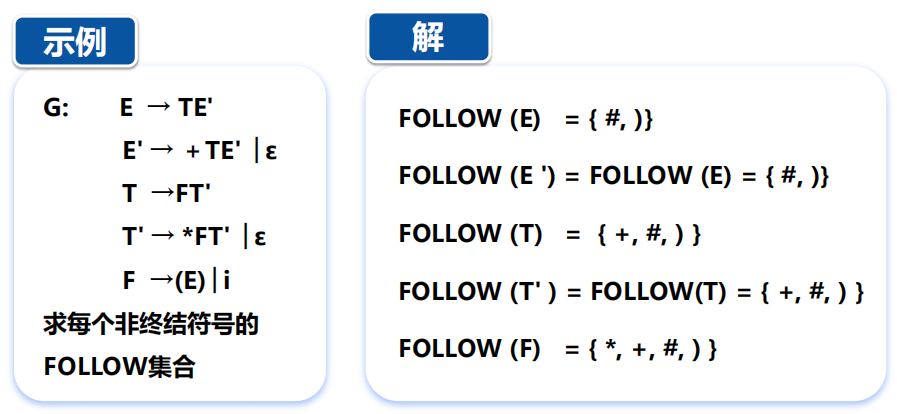 示例
G: E → TE'
E' → + TE' | ε
T → FT'
T' → *FT' | ε
F → (E) | i
求每个非终结符号的
FOLLOW集合
解
FOLLOW (E) = { #, )}
FOLLOW (E ') = FOLLOW (E) = { #, )}
FOLLOW (T) = { +, #, ) }
FOLLOW (T' ) = FOLLOW(T) = { +, #, ) }
FOLLOW (F) = { *, +, #, ) }